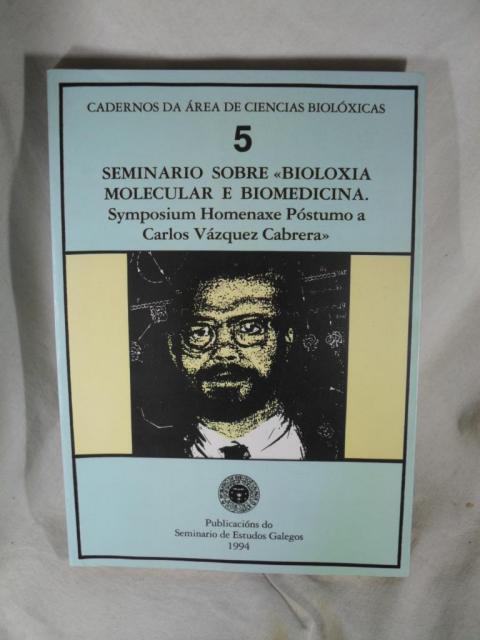 CADERNOS DA ÁREA DE CIENCIAS BIOLÓXICAS
5
SEMINARIO SOBRE «BIOLOXIA
MOLECULAR E BIOMEDICINA.
Symposium Homenaxe Póstumo a
Carlos Vázquez Cabrera»
Publicacións do
Seminario de Estudos Galegos
1994